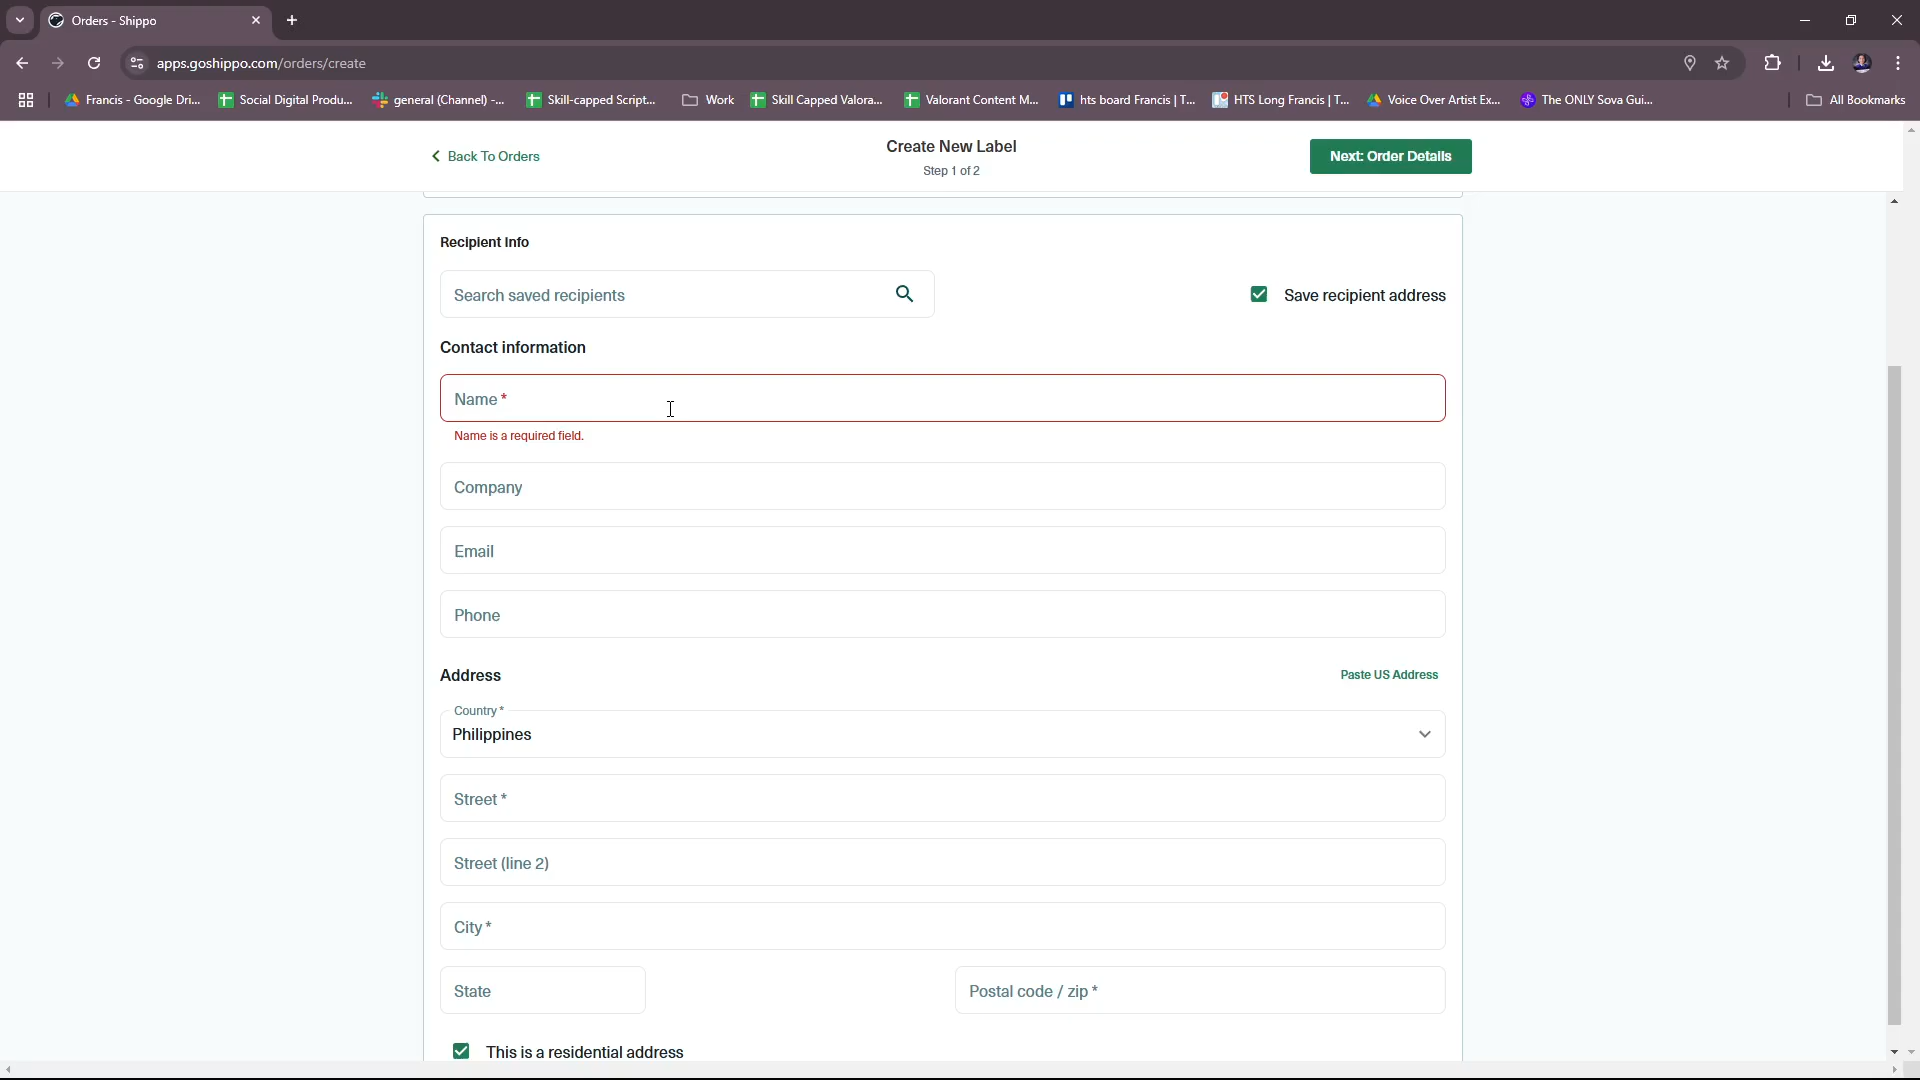 Orders - Shippo
apps.goshippo.com/orders/create
Francis - Google Dri...
Social Digital Produ...
general (Channel) -...
Skill-capped Script...
Work
Skill Capped Valora...
Valorant Content M...
hts board Francis | T...
HTS Long Francis | T...
Voice Over Artist Ex...
The ONLY Sova Gui...
All Bookmarks
Back To Orders
Create New Label
Step 1 of 2
Next: Order Details
Recipient Info
Search saved recipients
Save recipient address
Contact information
Name *
Name is a required field.
Company
Email
Phone
Address
Paste US Address
Country *
Philippines
Street *
Street (line 2)
City *
State
Postal code / zip *
This is a residential address